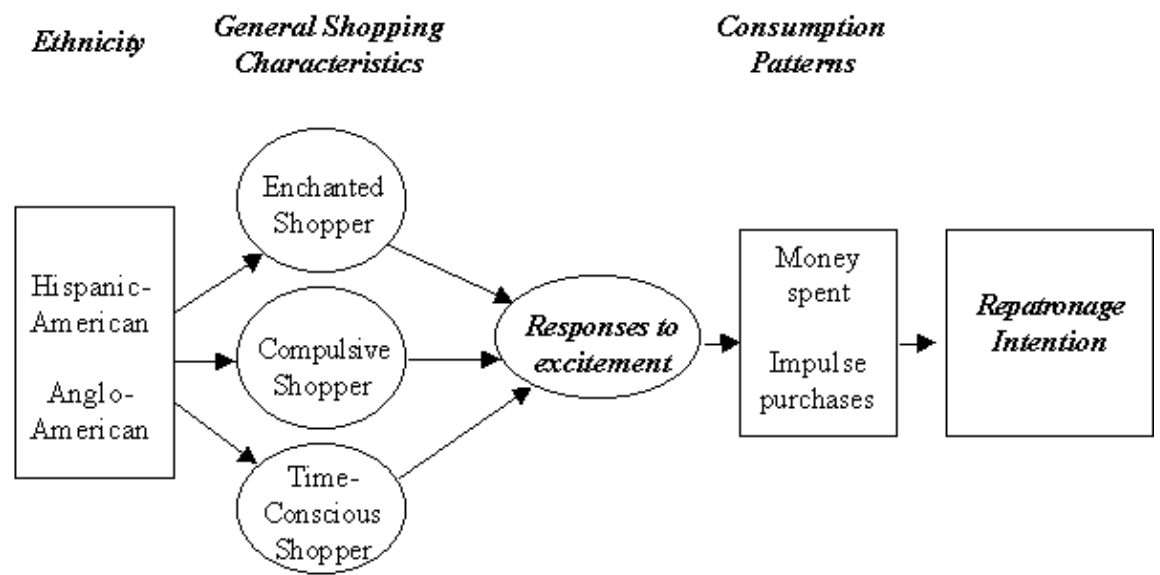 Ethnicity
General Shopping
Characteristics
Consumption
Patterns
Hispanic-
American
Anglo-
American
Enchanted
Shopper
Compulsive
Shopper
Time-
Conscious
Shopper
Responses to
excitement
Money
spent
Impulse
purchases
Repatronage
Intention